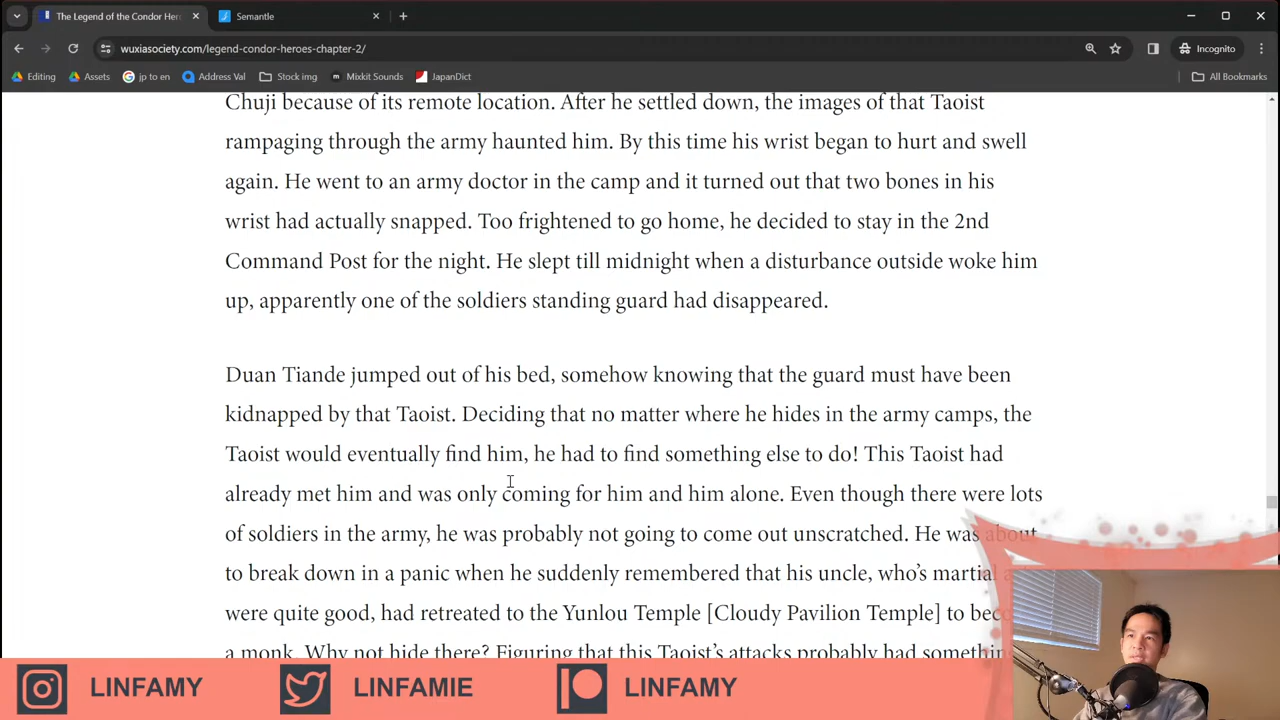 The Legend of the Condor Her
Semantle
wuxiasociety.com/legend-condor-heroes-chapter-2/
Incognito
Editing
Assets
jp to en
Address Val
Stock img
Mixkit Sounds
JapanDict
All Bookmarks
Chuji because of its remote location. After he settled down, the images of that Taoist
rampaging through the army haunted him. By this time his wrist began to hurt and swell
again. He went to an army doctor in the camp and it turned out that two bones in his
wrist had actually snapped. Too frightened to go home, he decided to stay in the 2nd
Command Post for the night. He slept till midnight when a disturbance outside woke him
up, apparently one of the soldiers standing guard had disappeared.
Duan Tiande jumped out of his bed, somehow knowing that the guard must have been
kidnapped by that Taoist. Deciding that no matter where he hides in the army camps, the
Taoist would eventually find him, he had to find something else to do! This Taoist had
already met him and was only coming for him and him alone. Even though there were lots
of soldiers in the army, he was probably not going to come out unscratched. He was about
to break down in a panic when he suddenly remembered that his uncle, who's martial
were quite good, had retreated to the Yunlou Temple [Cloudy Pavilion Temple] to
a monk. Why not hide there? Figuring that this Taoist's attacks probably had
LINFAMY
LINFAMIE
LINFAMY